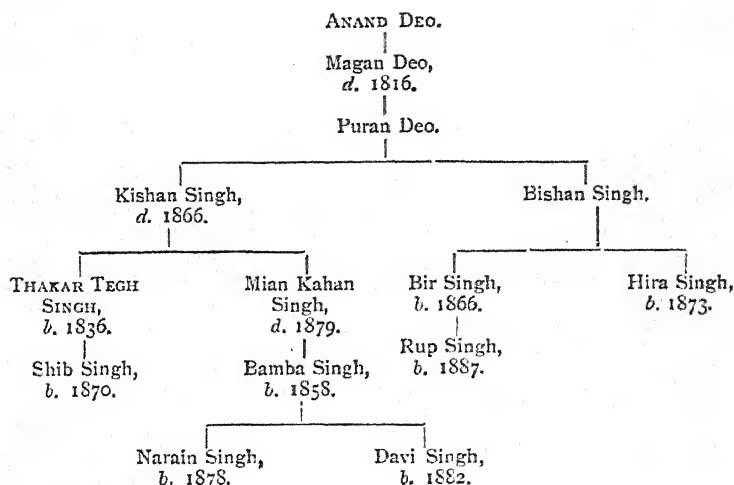 ANAND DEO.
Magan Deo,
d. 1816.
Puran Deo.
Kishan Singh,
d. 1866.
Bishan Singh.
THAKAR TEGH
SINGH,
b. 1836.
Mian Kahan
Singh,
d. 1879.
Bir Singh,
b. 1866.
Hira Singh,
b. 1873.
Shib Singh,
b. 1870.
Bamba Singh,
b. 1858.
Rup Singh,
b. 1887.
Narain Singh,
b. 1878.
Davi Singh,
b. 1882.